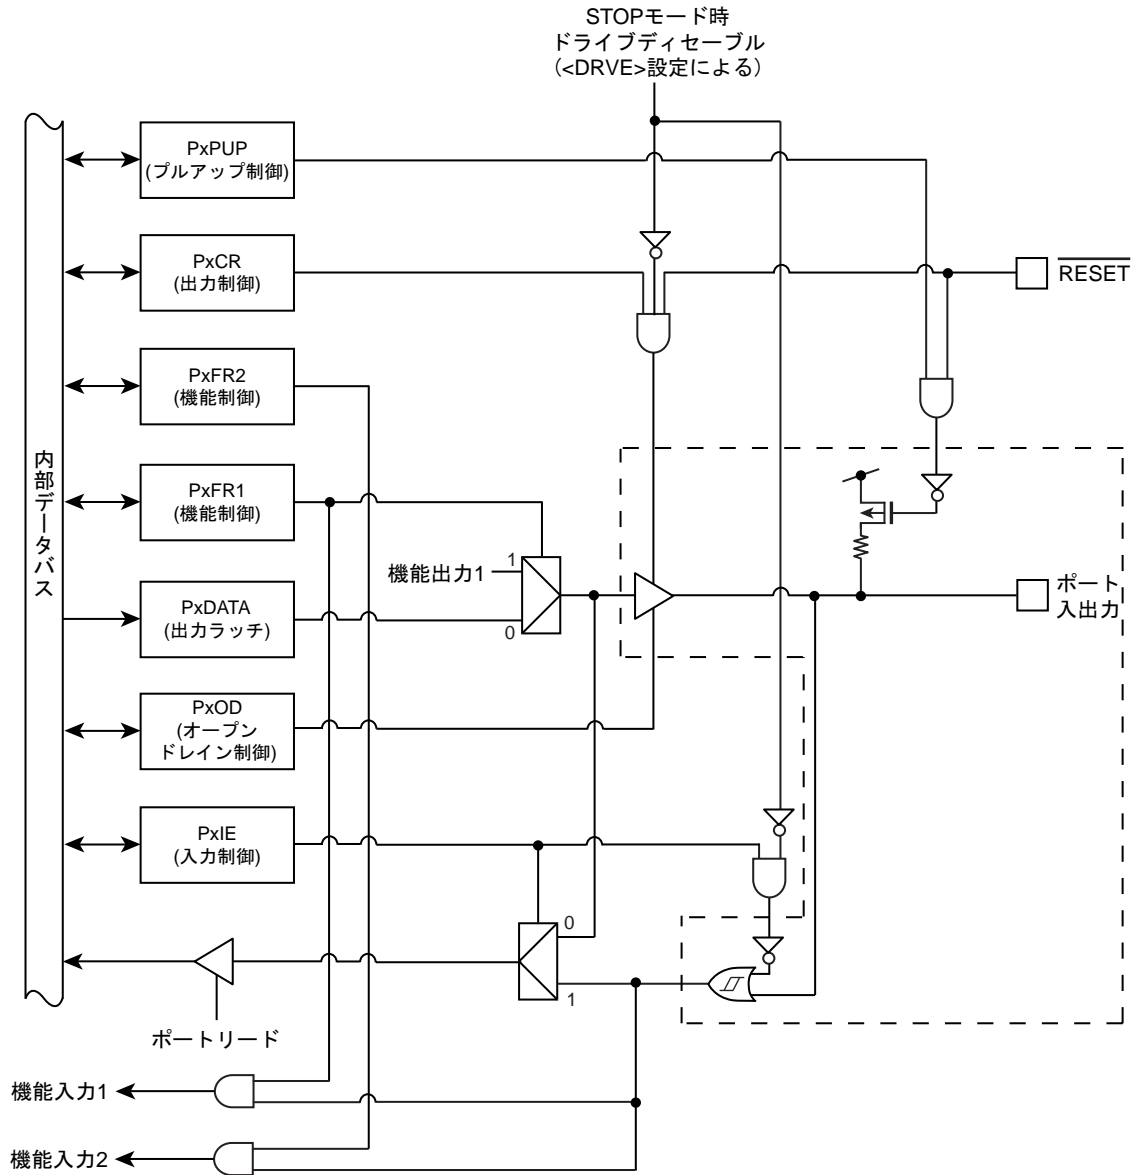 STOPモード時
ドライブディセーブル
(<DRVE>設定による)
PxPUP
(プルアップ制御)
PxCR
(出力制御)
RESET
PxFR2
(機能制御)
内部データバス
PxFR1
(機能制御)
機能出力1
1
0
PxDATA
(出力ラッチ)
ポート
入出力
PxOD
(オープン
ドレイン制御)
PxIE
(入力制御)
0
1
ポートリード
機能入力1
機能入力2